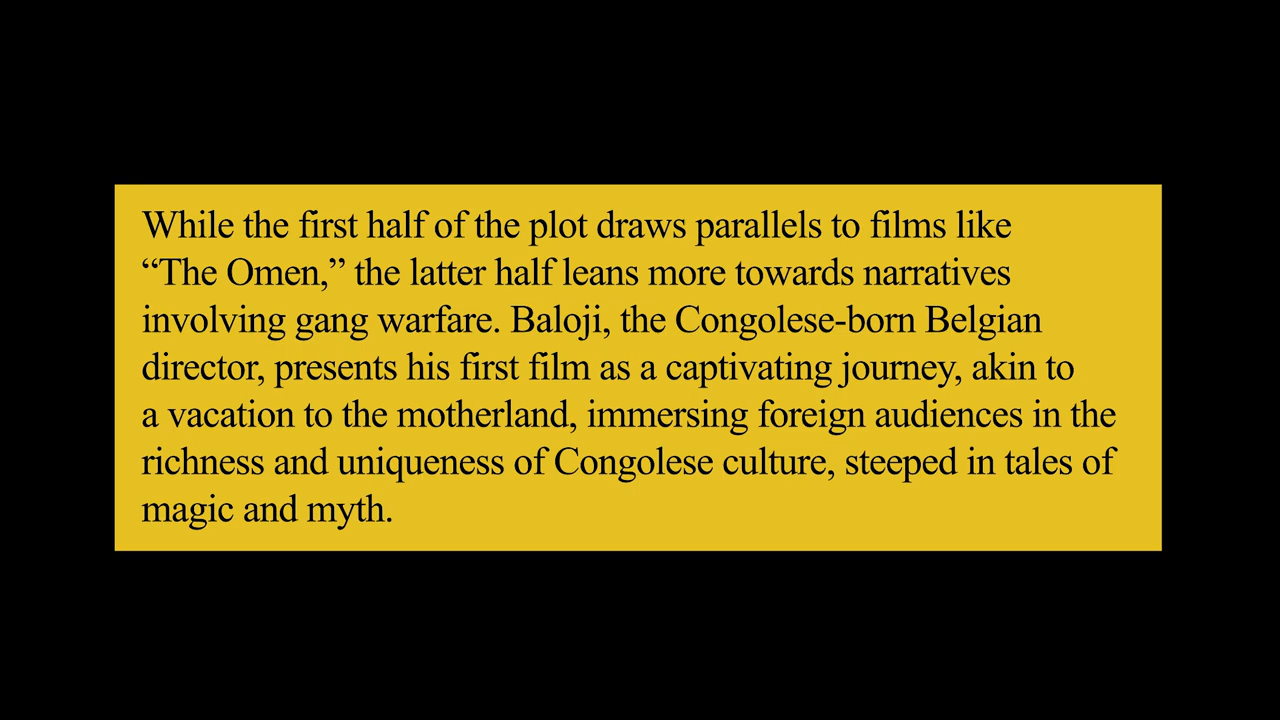 While the first half of the plot draws parallels to films like
“The Omen,” the latter half leans more towards narratives
involving gang warfare. Baloji, the Congolese-born Belgian
director, presents his first film as a captivating journey, akin to
a vacation to the motherland, immersing foreign audiences in the
richness and uniqueness of Congolese culture, steeped in tales of
magic and myth.